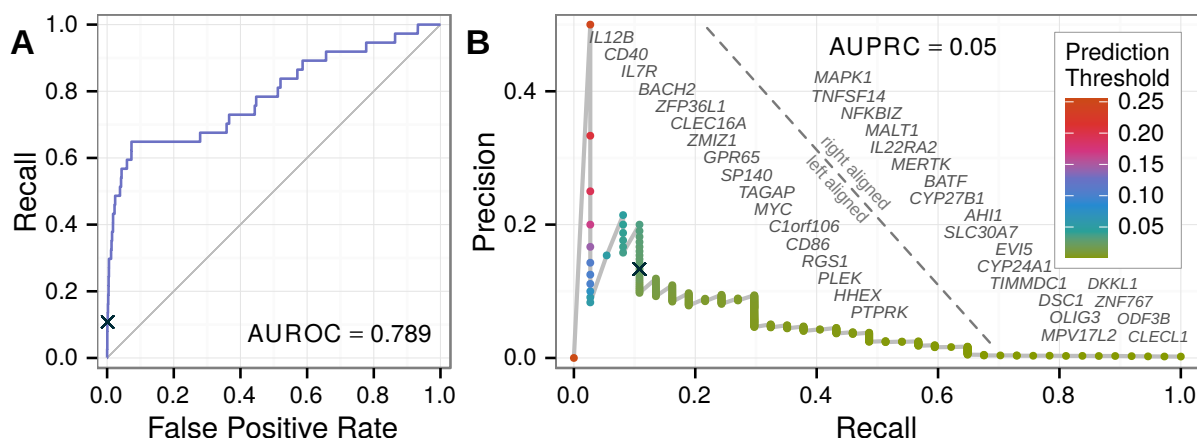 A
Recall
1.0
0.8
0.6
0.4
0.2
0.0
0.0
0.2
0.4
0.6
0.8
1.0
False Positive Rate
AUROC = 0.789
B
Precision
0.4
0.2
0.0
0.0
0.2
0.4
0.6
0.8
1.0
Recall
AUPRC = 0.05
IL12B
CD40
IL7R
BACH2
ZFP36L1
CLEC16A
ZMIZ1
GPR65
SP140
TAGAP
MYC
C1orf106
CD86
RGS1
PLEK
HHEX
PTPRK
right aligned
left aligned
MAPK1
TNFSF14
NFKBIZ
MALT1
IL22RA2
MERTK
BATF
CYP27B1
AHI1
SLC30A7
EVI5
CYP24A1
TIMMDC1
DKKL1
DSC1
ZNF767
OLIG3
ODF3B
MPV17L2
CLECL1
Prediction
Threshold
0.25
0.20
0.15
0.10
0.05